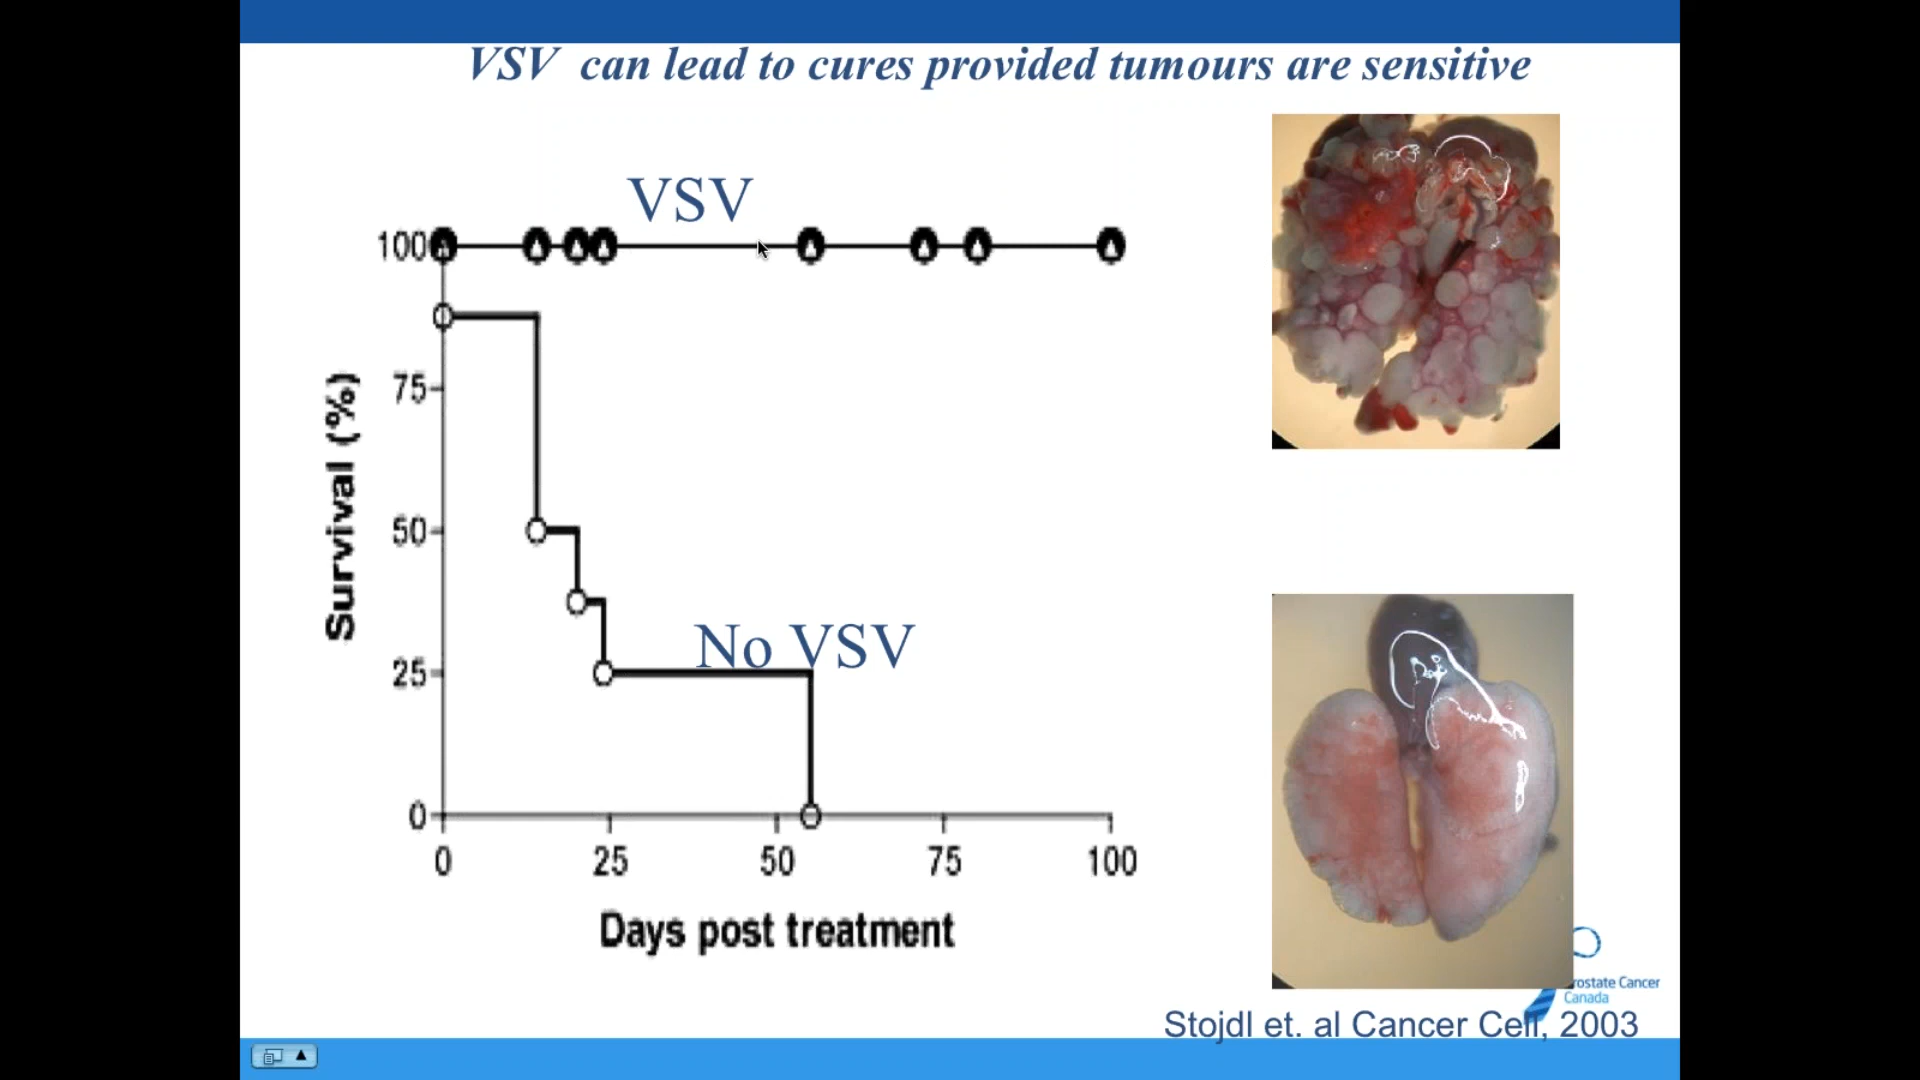 VSV can lead to cures provided tumours are sensitive
VSV
100
75
50
25
0
Survival (%)
No VSV
0 25 50 75 100
Days post treatment
rostate Cancer
Canada
Stojdl et. al Cancer Cell, 2003